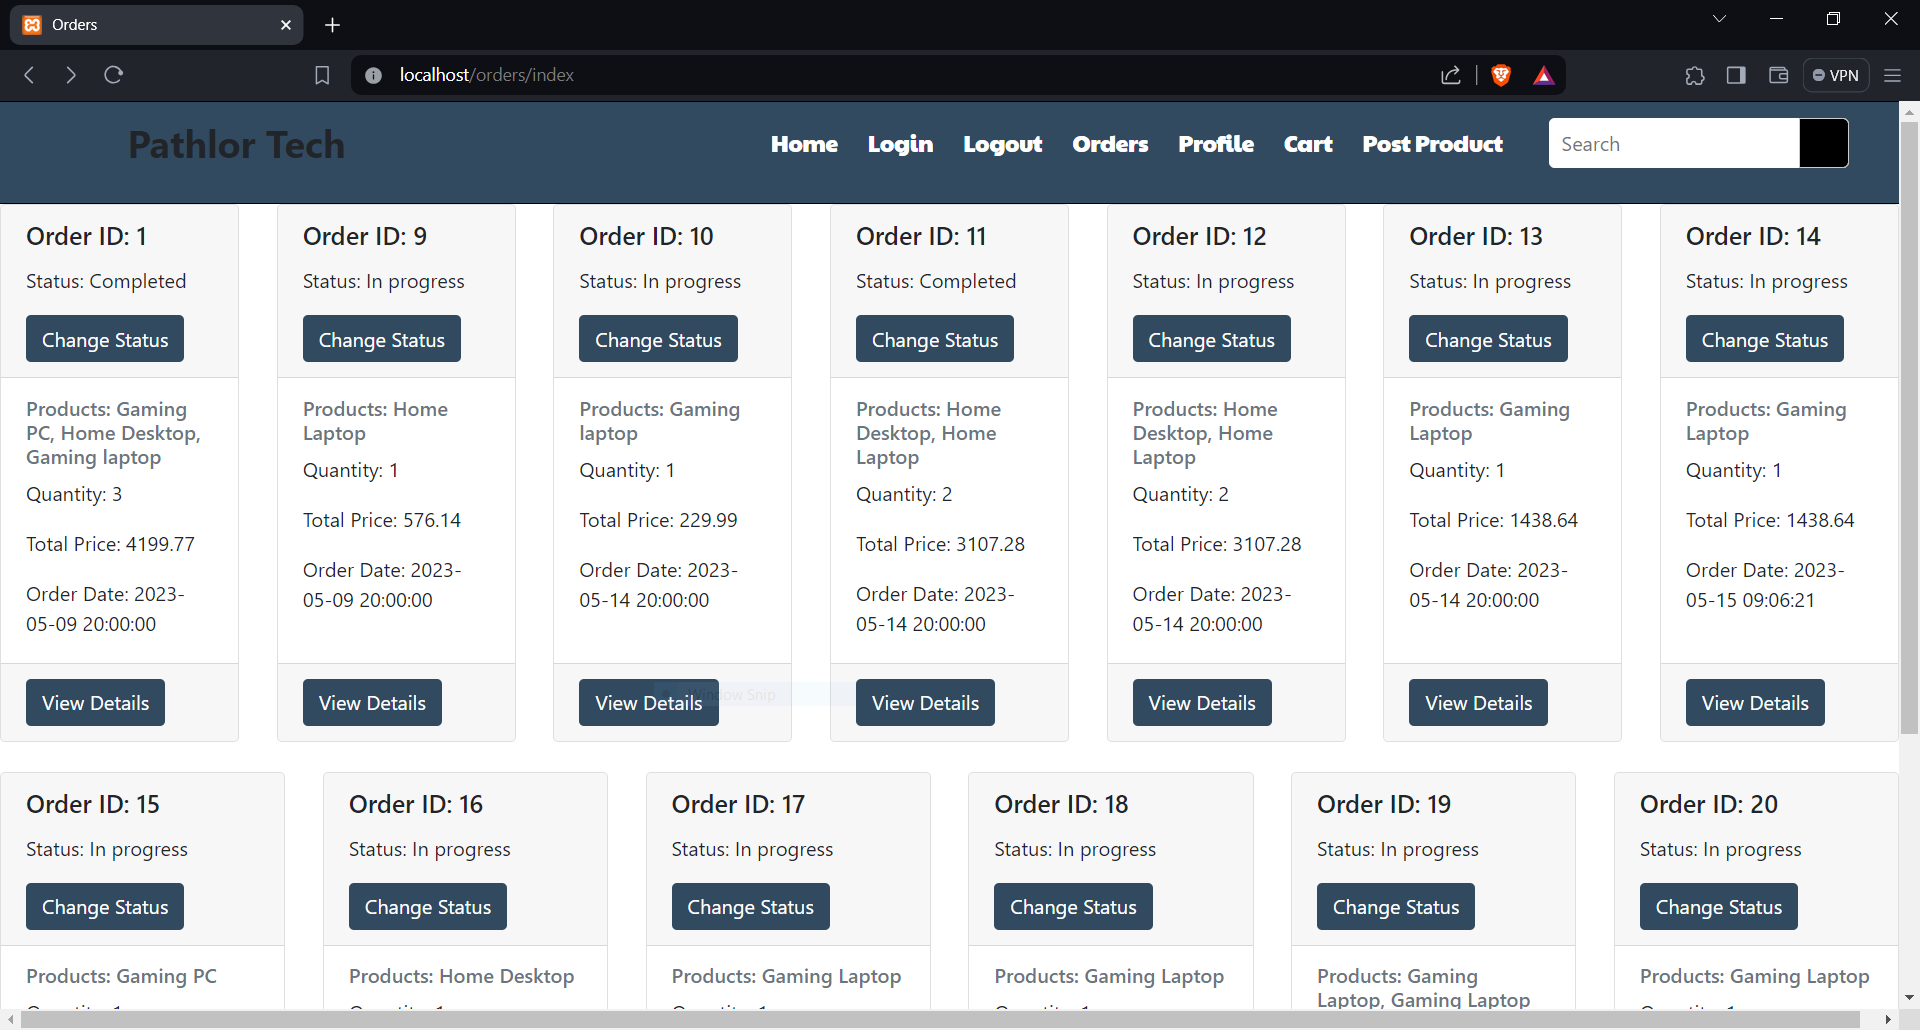 Orders
localhost/orders/index
VPN
Pathlor Tech
Home Login Logout Orders Profile Cart Post Product Search
Order ID: 1
Status: Completed
Change Status
Products: Gaming
PC, Home Desktop,
Gaming laptop
Quantity: 3
Total Price: 4199.77
Order Date: 2023-
05-09 20:00:00
View Details
Order ID: 9
Status: In progress
Change Status
Products: Home
Laptop
Quantity: 1
Total Price: 576.14
Order Date: 2023-
05-09 20:00:00
View Details
Order ID: 10
Status: In progress
Change Status
Products: Gaming
laptop
Quantity: 1
Total Price: 229.99
Order Date: 2023-
05-14 20:00:00
View Details
Window Snip
Order ID: 11
Status: Completed
Change Status
Products: Home
Desktop, Home
Laptop
Quantity: 2
Total Price: 3107.28
Order Date: 2023-
05-14 20:00:00
View Details
Order ID: 12
Status: In progress
Change Status
Products: Home
Desktop, Home
Laptop
Quantity: 2
Total Price: 3107.28
Order Date: 2023-
05-14 20:00:00
View Details
Order ID: 13
Status: In progress
Change Status
Products: Gaming
Laptop
Quantity: 1
Total Price: 1438.64
Order Date: 2023-
05-14 20:00:00
View Details
Order ID: 14
Status: In progress
Change Status
Products: Gaming
Laptop
Quantity: 1
Total Price: 1438.64
Order Date: 2023-
05-15 09:06:21
View Details
Order ID: 15
Status: In progress
Change Status
Products: Gaming PC
Order ID: 16
Status: In progress
Change Status
Products: Home Desktop
Order ID: 17
Status: In progress
Change Status
Products: Gaming Laptop
Order ID: 18
Status: In progress
Change Status
Products: Gaming Laptop
Order ID: 19
Status: In progress
Change Status
Products: Gaming
Laptop, Gaming Laptop
Order ID: 20
Status: In progress
Change Status
Products: Gaming Laptop